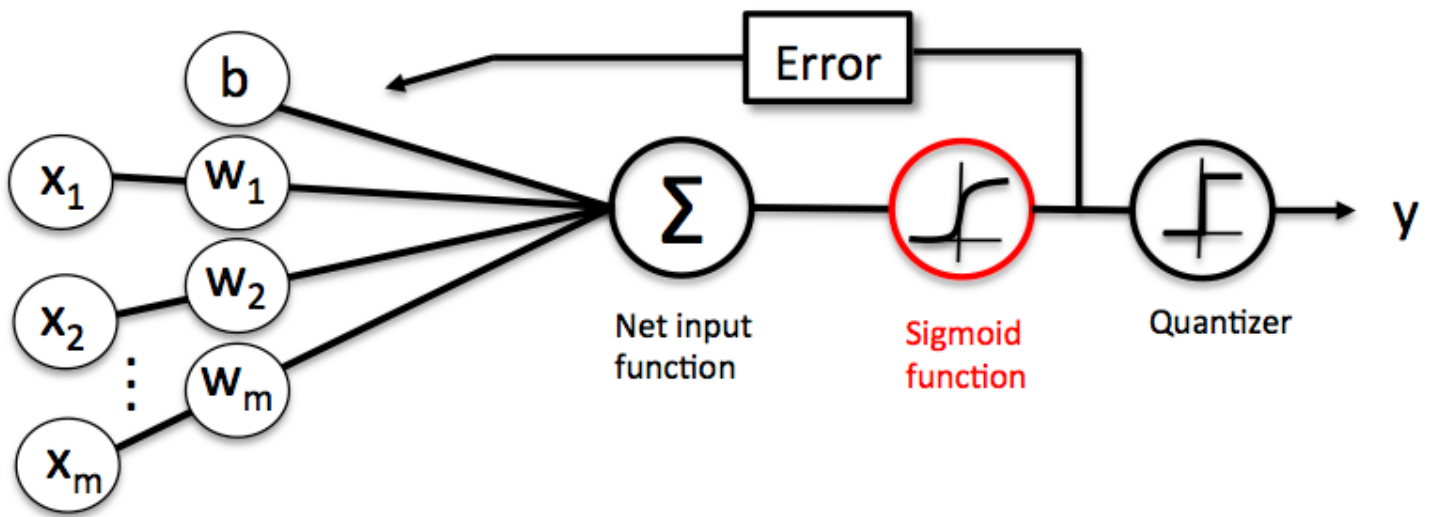 Error
b
x₁
w₁
x₂
w₂
⋮
wₘ
xₘ
Σ
y
Net input
function
Sigmoid
function
Quantizer